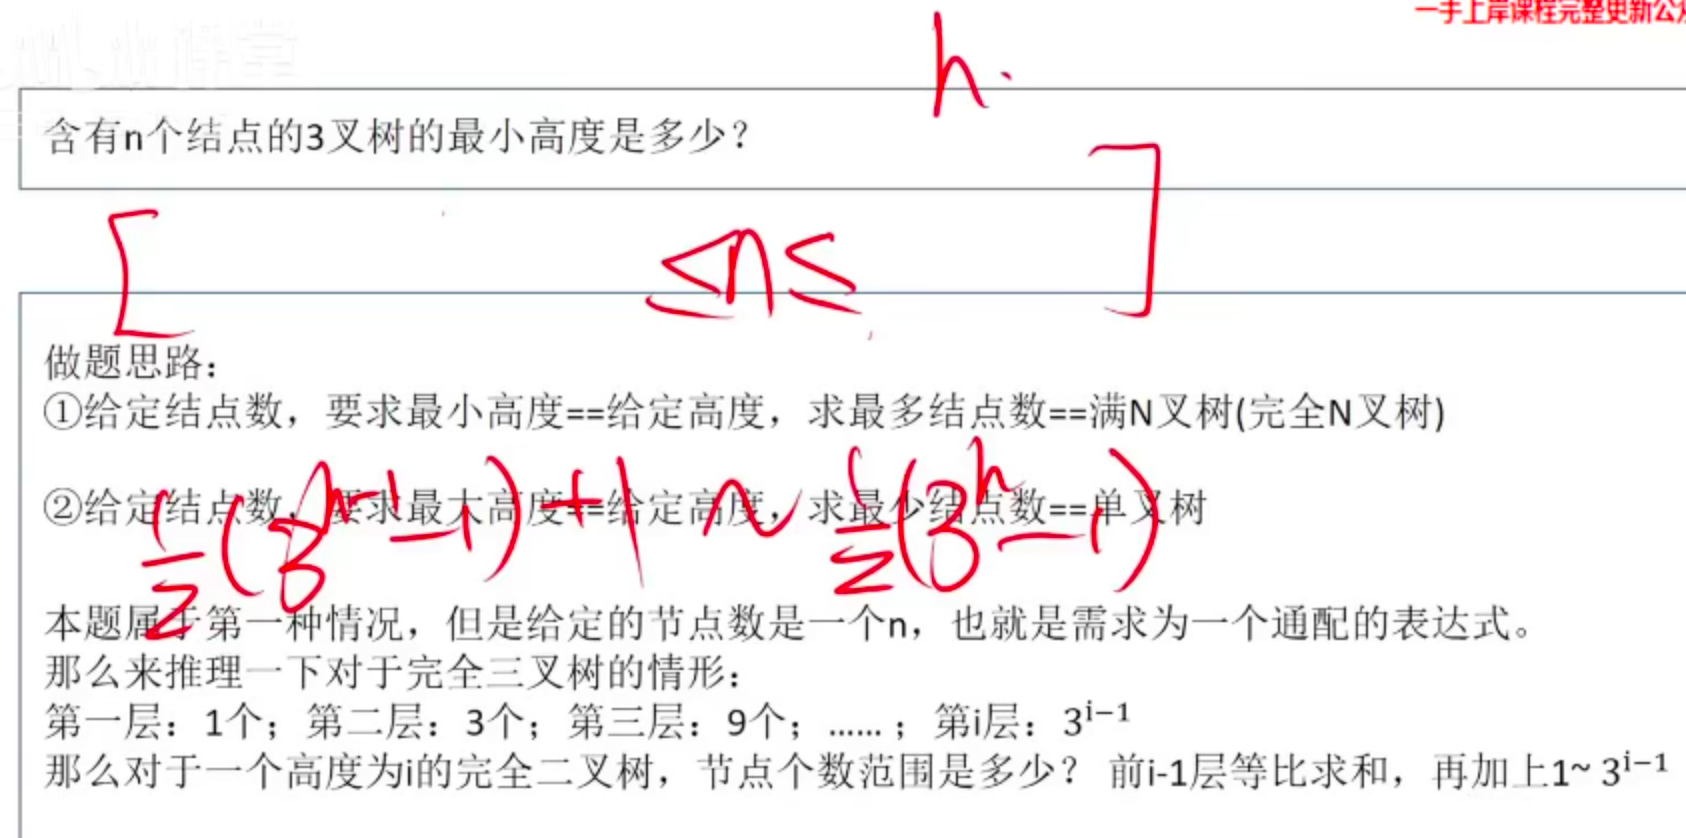 一手上岸课程完整更新公众
h.
含有n个结点的3叉树的最小高度是多少?
[ ≤n≤ ]
做题思路：
①给定结点数，要求最小高度==给定高度，求最多结点数==满N叉树(完全N叉树)
②给定结点数，要求最大高度==给定高度，求最少结点数==单叉树
1/2(3^h-1 -1)+1 ~ 1/2(3^h-1)
本题属于第一种情况，但是给定的节点数是一个n，也就是需求为一个通配的表达式。
那么来推理一下对于完全三叉树的情形：
第一层：1个；第二层：3个；第三层：9个；……；第i层：3^i−1
那么对于一个高度为i的完全二叉树，节点个数范围是多少？ 前i-1层等比求和，再加上1~ 3^i−1